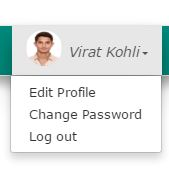 Virat Kohli
Edit Profile
Change Password
Log out